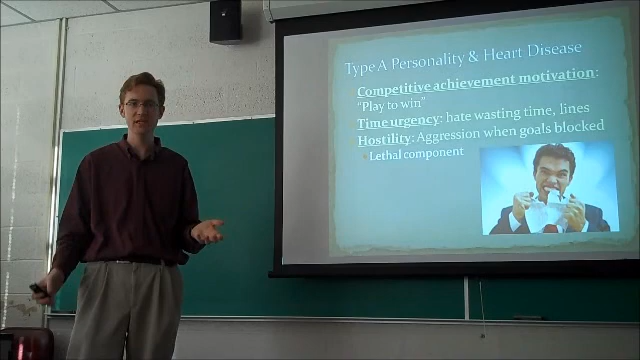 Type A Personality & Heart Disease
Competitive achievement motivation:
"Play to win"
Time urgency: hate wasting time, lines
Hostility: Aggression when goals blocked
Lethal component